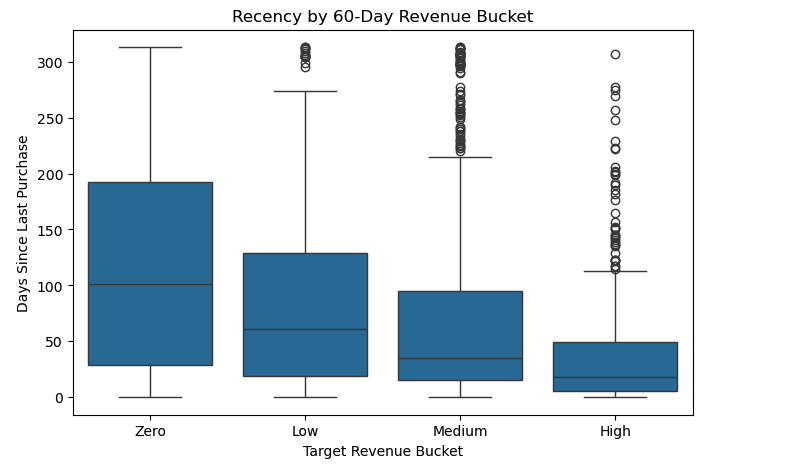 Recency by 60-Day Revenue Bucket
300
250
200
150
100
50
0
Days Since Last Purchase
Zero Low Medium High
Target Revenue Bucket